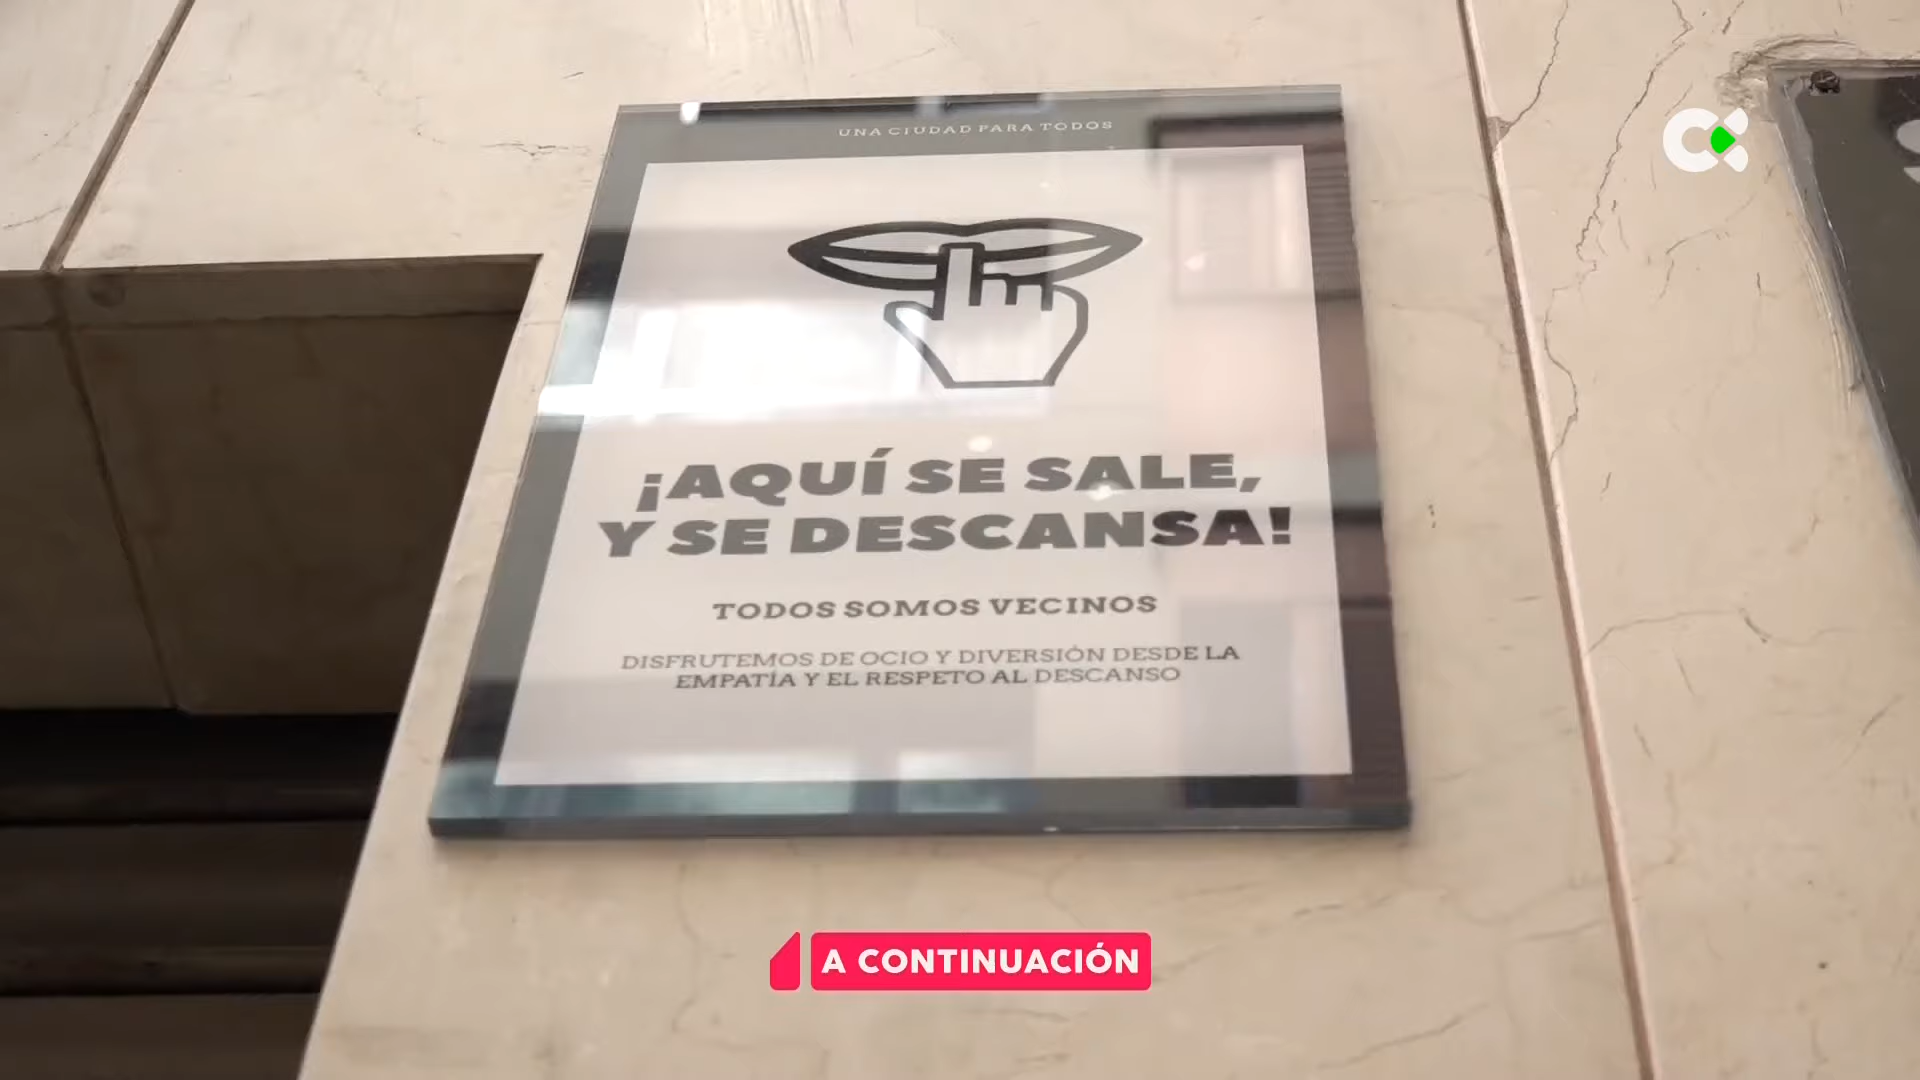 UNA CIUDAD PARA TODOS
¡AQUÍ SE SALE,
Y SE DESCANSA!
TODOS SOMOS VECINOS
DISFRUTEMOS DE OCIO Y DIVERSIÓN DESDE LA
EMPATÍA Y EL RESPETO AL DESCANSO
A CONTINUACIÓN